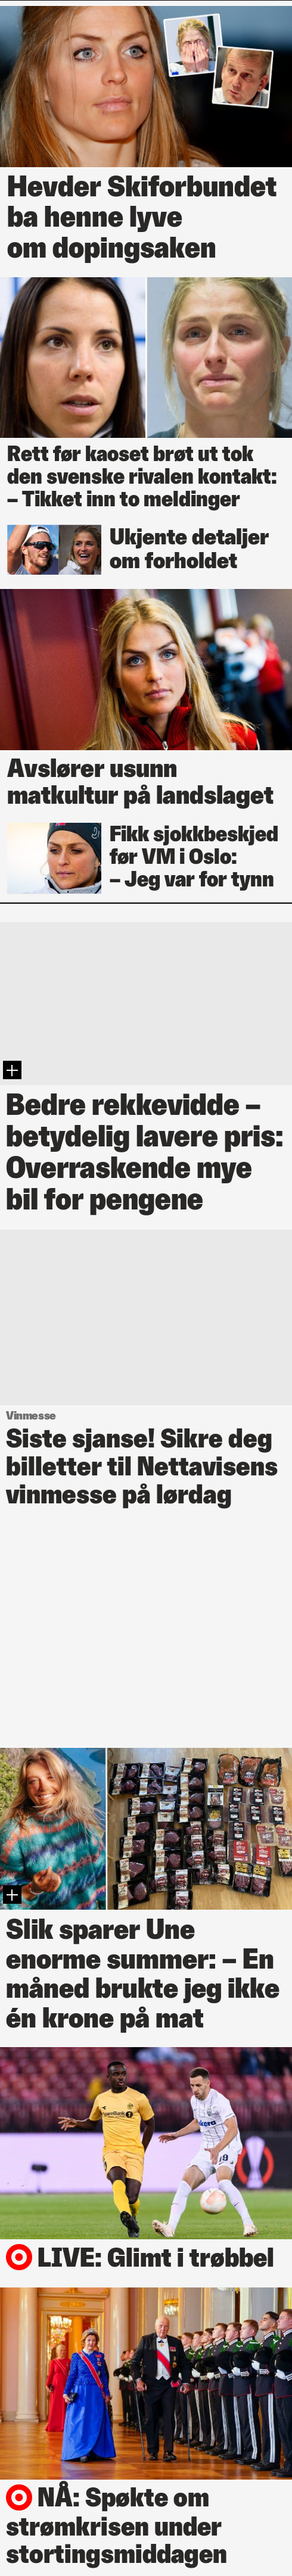 Hevder Skiforbundet
ba henne lyve
om dopingsaken
Rett før kaoset brøt ut tok
den svenske rivalen kontakt:
– Tikket inn to meldinger
Ukjente detaljer
om forholdet
Avslører usunn
matkultur på landslaget
Fikk sjokkbeskjed
før VM i Oslo:
– Jeg var for tynn
Bedre rekkevidde –
betydelig lavere pris:
Overraskende mye
bil for pengene
Vinmesse
Siste sjanse! Sikre deg
billetter til Nettavisens
vinmesse på lørdag
Slik sparer Une
enorme summer: – En
måned brukte jeg ikke
én krone på mat
LIVE: Glimt i trøbbel
NÅ: Spøkte om
strømkrisen under
stortingsmiddagen